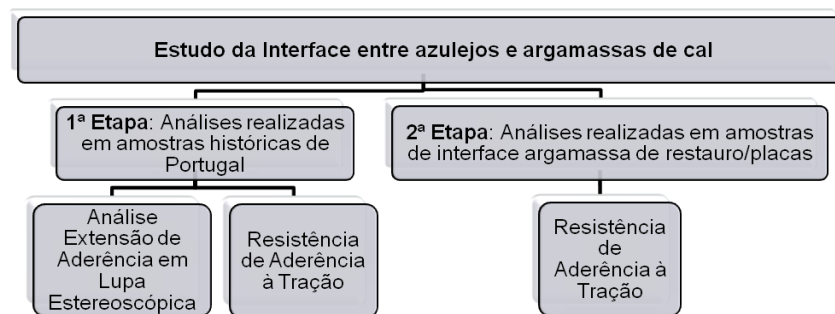 Estudo da Interface entre azulejos e argamassas de cal
1ª Etapa: Análises realizadas
em amostras históricas de
Portugal
2ª Etapa: Análises realizadas em amostras
de interface argamassa de restauro/placas
Análise
Extensão de
Aderência em
Lupa
Estereoscópica
Resistência
de Aderência
à Tração
Resistência
de
Aderência à
Tração